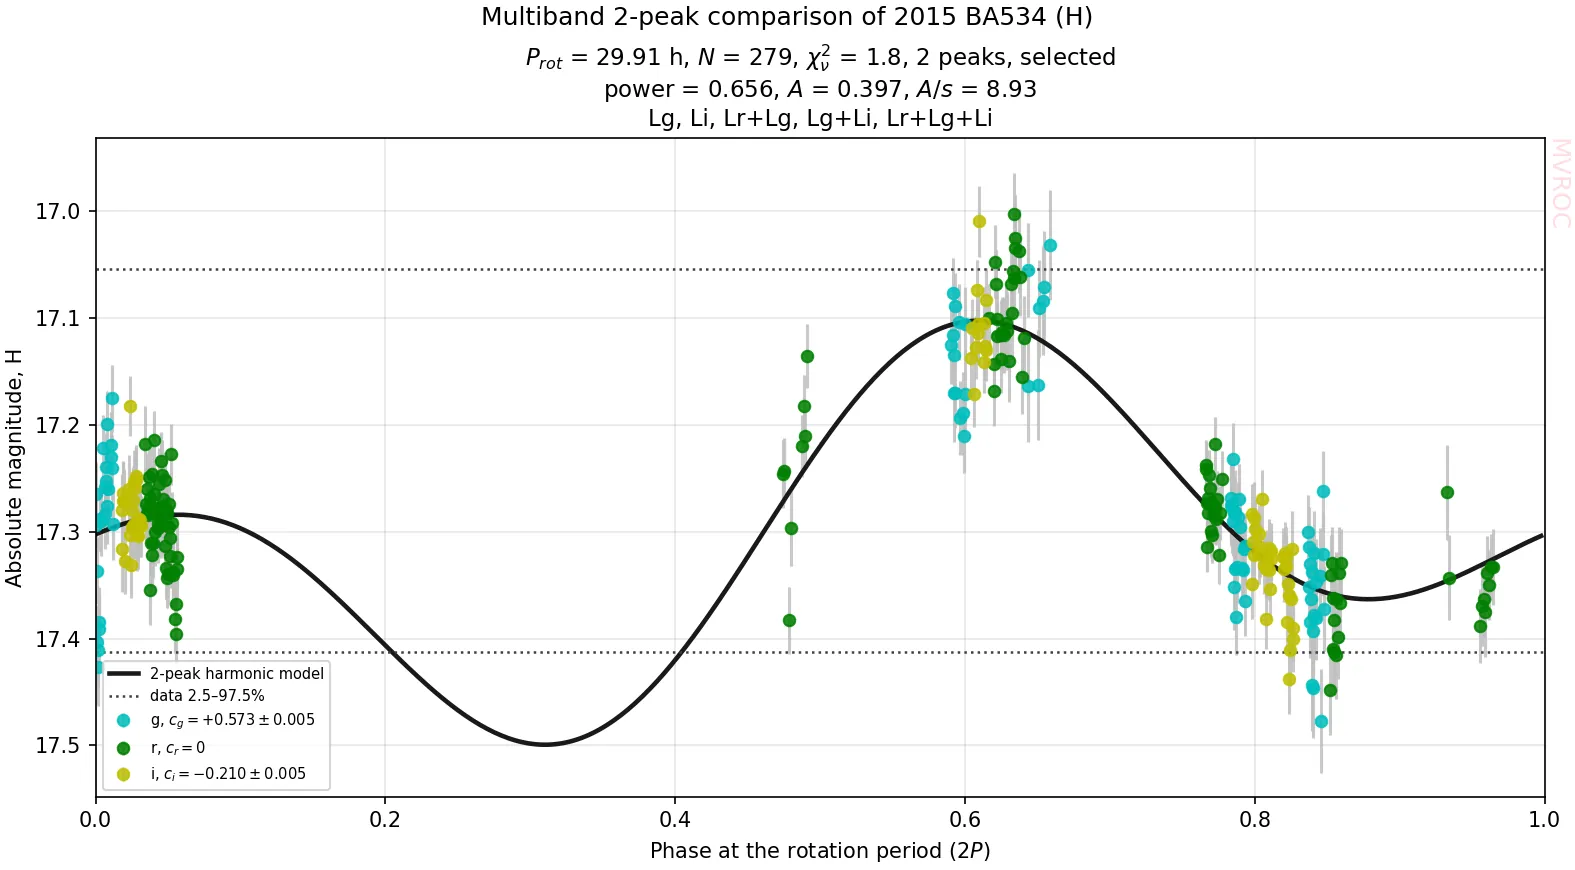 Multiband 2-peak comparison of 2015 BA534 (H)
P_rot = 29.91 h, N = 279, χ²_ν = 1.8, 2 peaks, selected
power = 0.656, A = 0.397, A/s = 8.93
Lg, Li, Lr+Lg, Lg+Li, Lr+Lg+Li
MVROC
Absolute magnitude, H
17.0
17.1
17.2
17.3
17.4
17.5
2-peak harmonic model
data 2.5–97.5%
g, c_g = +0.573 ± 0.005
r, c_r = 0
i, c_i = −0.210 ± 0.005
0.0 0.2 0.4 0.6 0.8 1.0
Phase at the rotation period (2P)